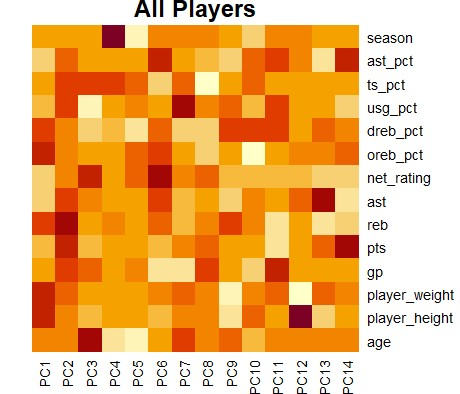 All Players
season
ast_pct
ts_pct
usg_pct
dreb_pct
oreb_pct
net_rating
ast
reb
pts
gp
player_weight
player_height
age
PC1
PC2
PC3
PC4
PC5
PC6
PC7
PC8
PC9
PC10
PC11
PC12
PC13
PC14